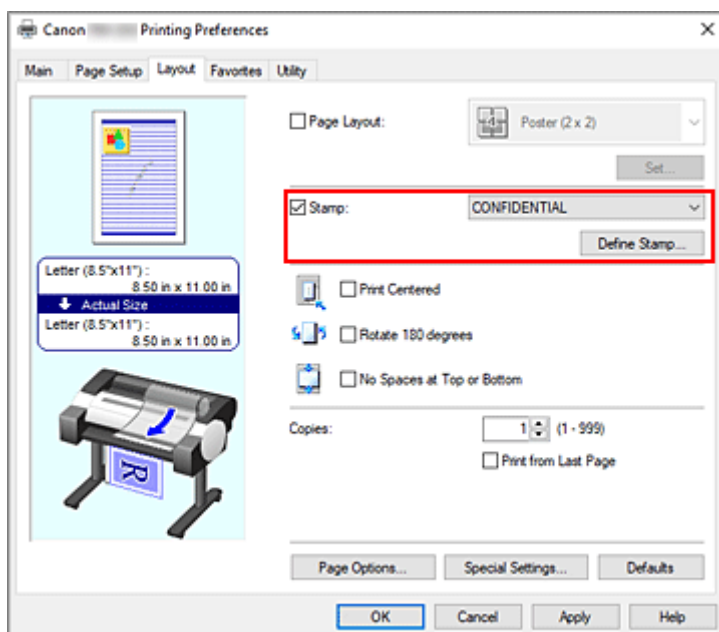 Canon Printing Preferences
Main Page Setup Layout Favorites Utility
Page Layout: Poster (2 x 2)
Set...
Stamp: CONFIDENTIAL
Define Stamp...
Letter (8.5"x11") :
8.50 in x 11.00 in
Actual Size
Letter (8.5"x11") :
8.50 in x 11.00 in
Print Centered
Rotate 180 degrees
No Spaces at Top or Bottom
Copies: 1 (1 - 999)
Print from Last Page
R
Page Options... Special Settings... Defaults
OK Cancel Apply Help